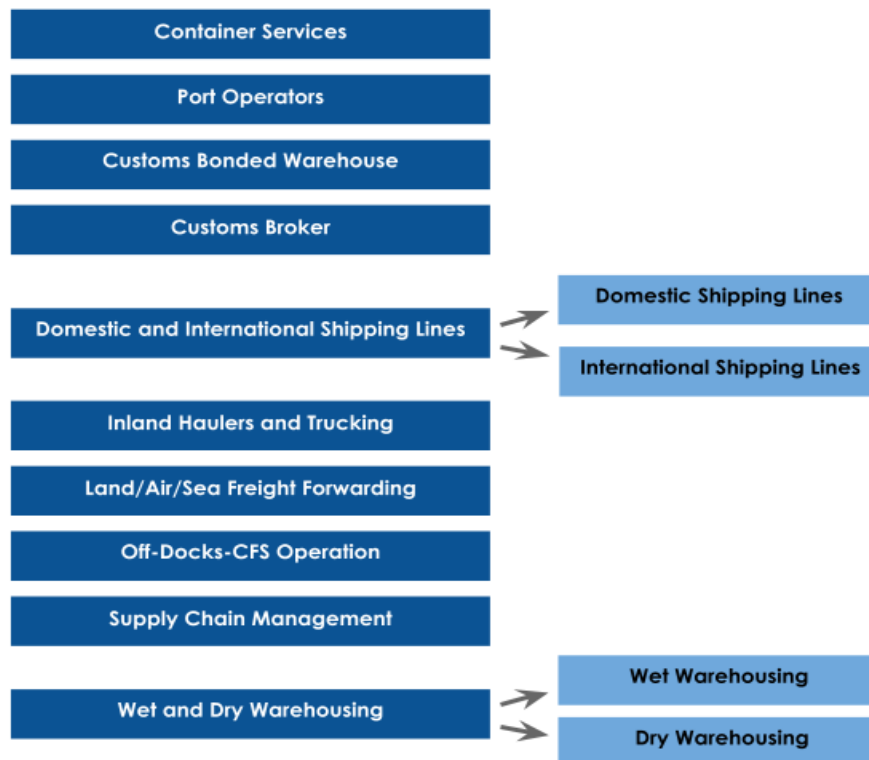 Container Services
Port Operators
Customs Bonded Warehouse
Customs Broker
Domestic and International Shipping Lines
Domestic Shipping Lines
International Shipping Lines
Inland Haulers and Trucking
Land/Air/Sea Freight Forwarding
Off-Docks-CFS Operation
Supply Chain Management
Wet and Dry Warehousing
Wet Warehousing
Dry Warehousing